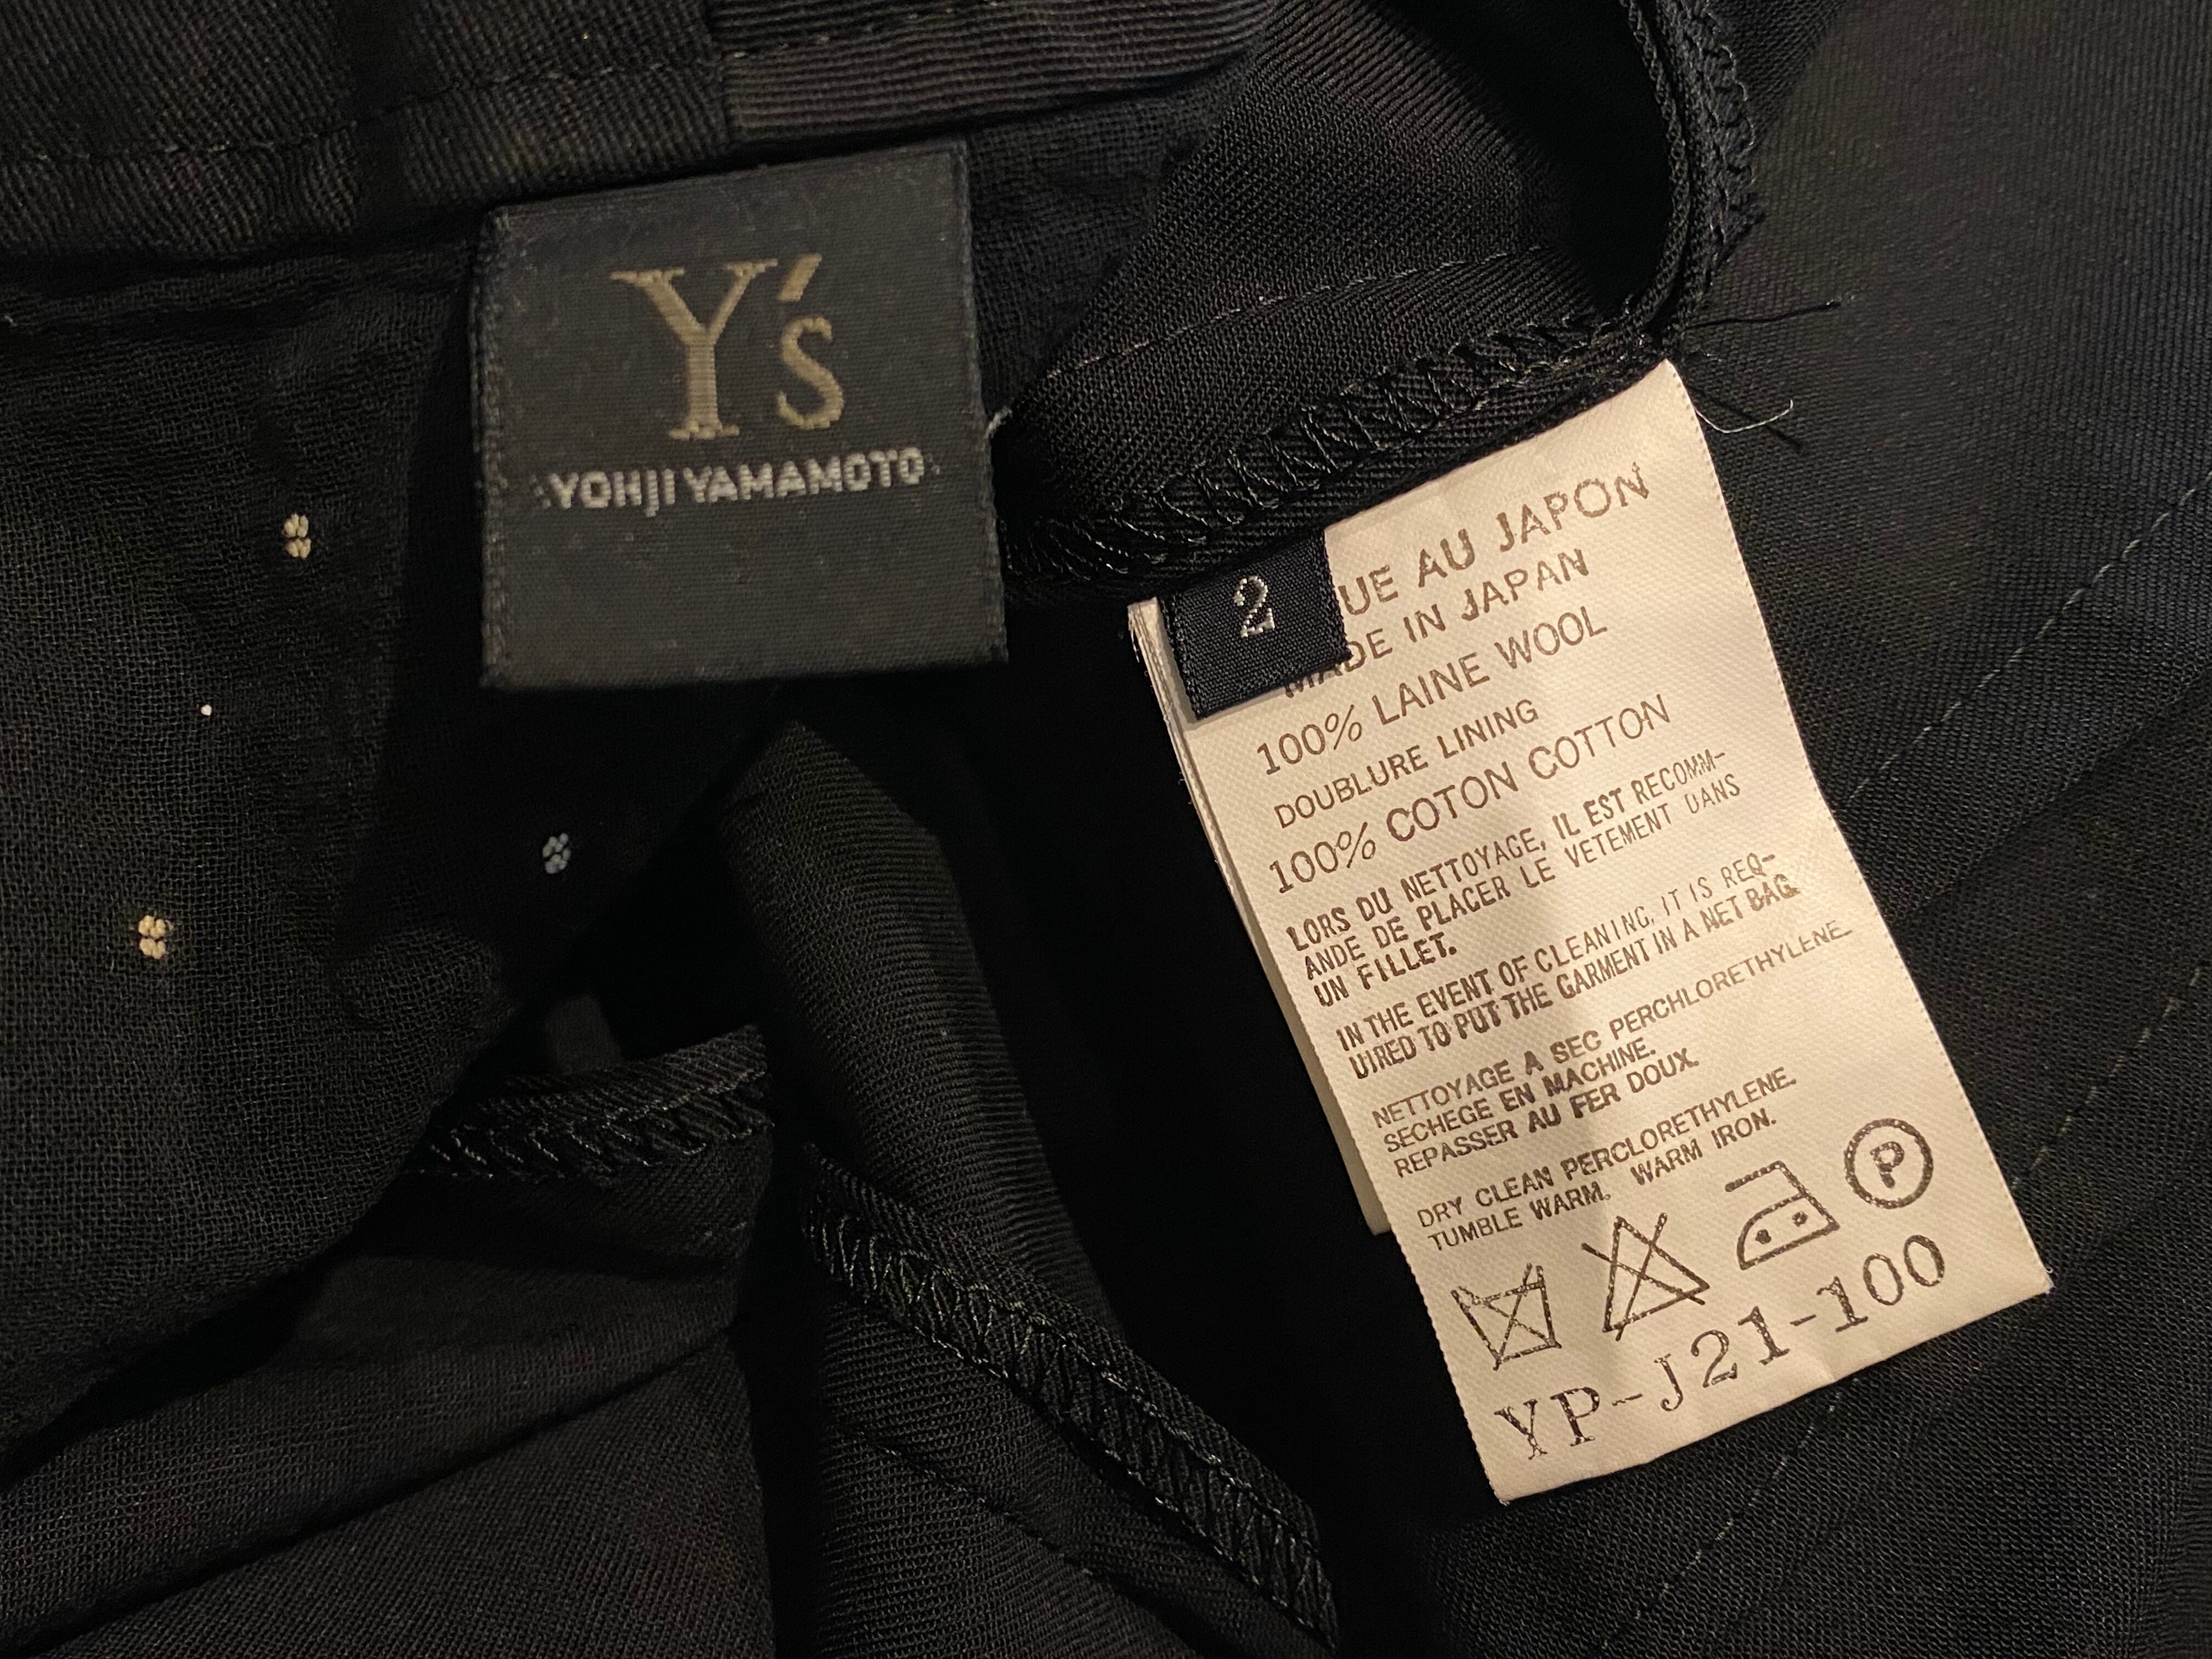 Y's
YOHJI YAMAMOTO
2
UE AU JAPON
MADE IN JAPAN
100% LAINE WOOL
DOUBLURE LINING
100% COTON COTTON
LORS DU NETTOYAGE, IL EST RECOMM-
ANDE DE PLACER LE VETEMENT DANS
UN FILLET.
IN THE EVENT OF CLEANING, IT IS REQ-
UIRED TO PUT THE GARMENT IN A NET BAG.
NETTOYAGE A SEC PERCHLORETHYLENE.
SECHEGE EN MACHINE.
REPASSER AU FER DOUX.
DRY CLEAN PERCLORETHYLENE.
TUMBLE WARM. WARM IRON.
P
YP-J21-100